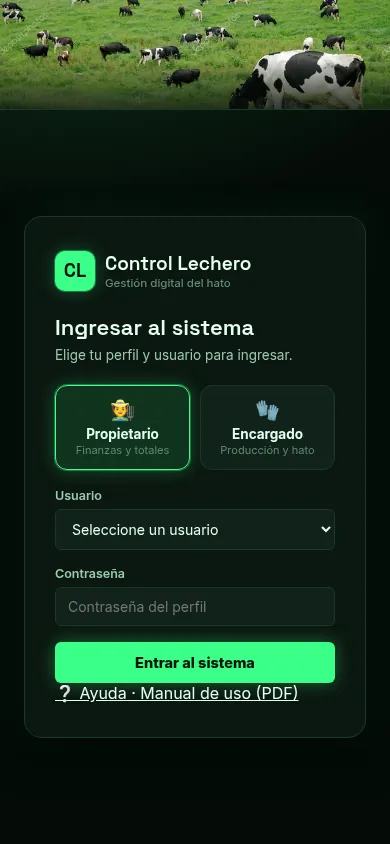 CL
Control Lechero
Gestión digital del hato
Ingresar al sistema
Elige tu perfil y usuario para ingresar.
Propietario
Finanzas y totales
Encargado
Producción y hato
Usuario
Seleccione un usuario
Contraseña
Contraseña del perfil
Entrar al sistema
❔ Ayuda · Manual de uso (PDF)